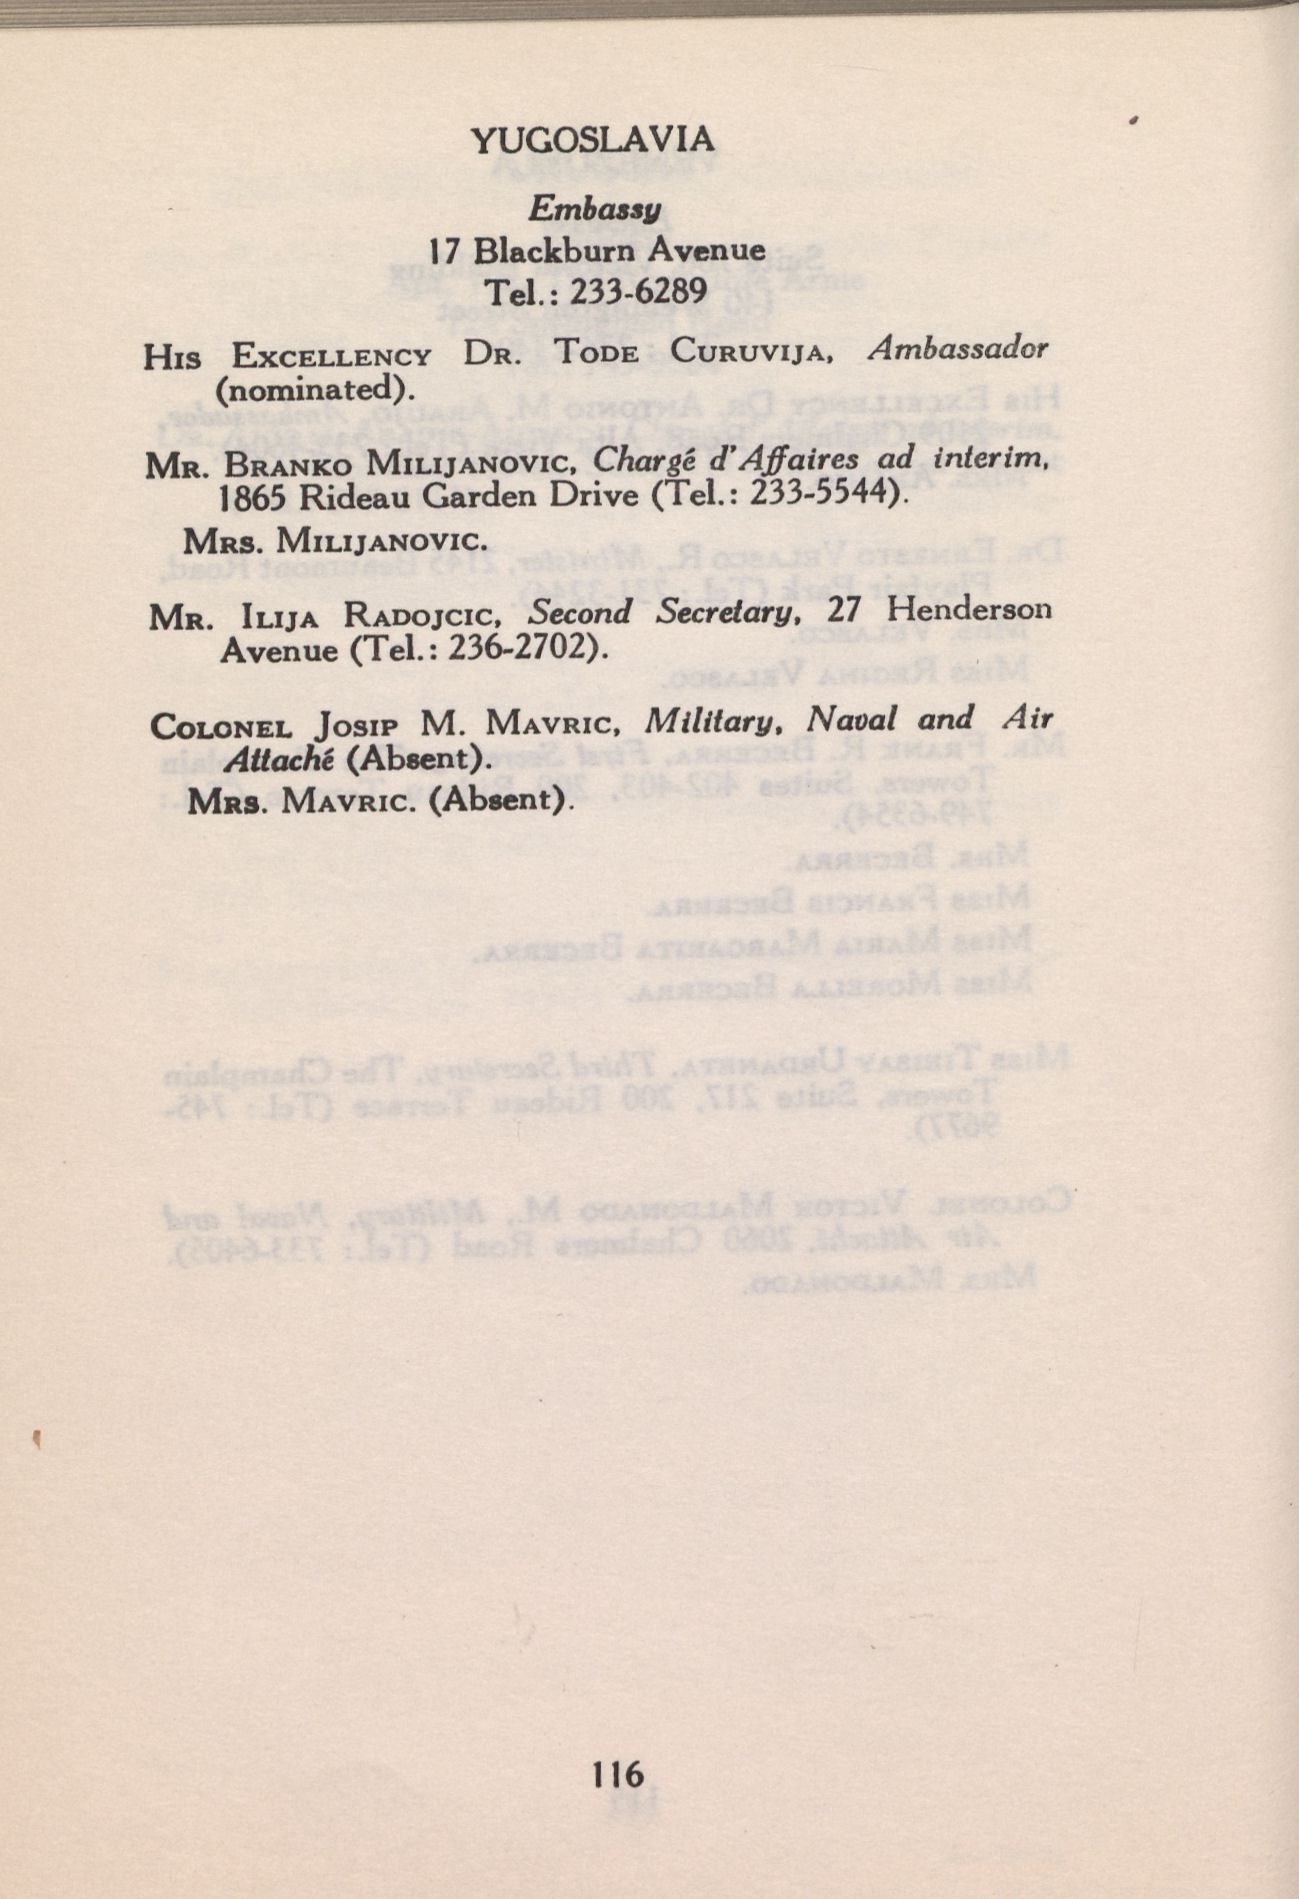 YUGOSLAVIA
Embassy
17 Blackburn Avenue
Tel.: 233-6289
His Excellency Dr. Tode Curuvija, Ambassador
(nominated).
Mr. Branko Milijanovic, Chargé d'Affaires ad interim,
1865 Rideau Garden Drive (Tel.: 233-5544).
Mrs. Milijanovic.
Mr. Ilija Radojcic, Second Secretary, 27 Henderson
Avenue (Tel.: 236-2702).
Colonel Josip M. Mavric, Military, Naval and Air
Attaché (Absent).
Mrs. Mavric. (Absent).
116